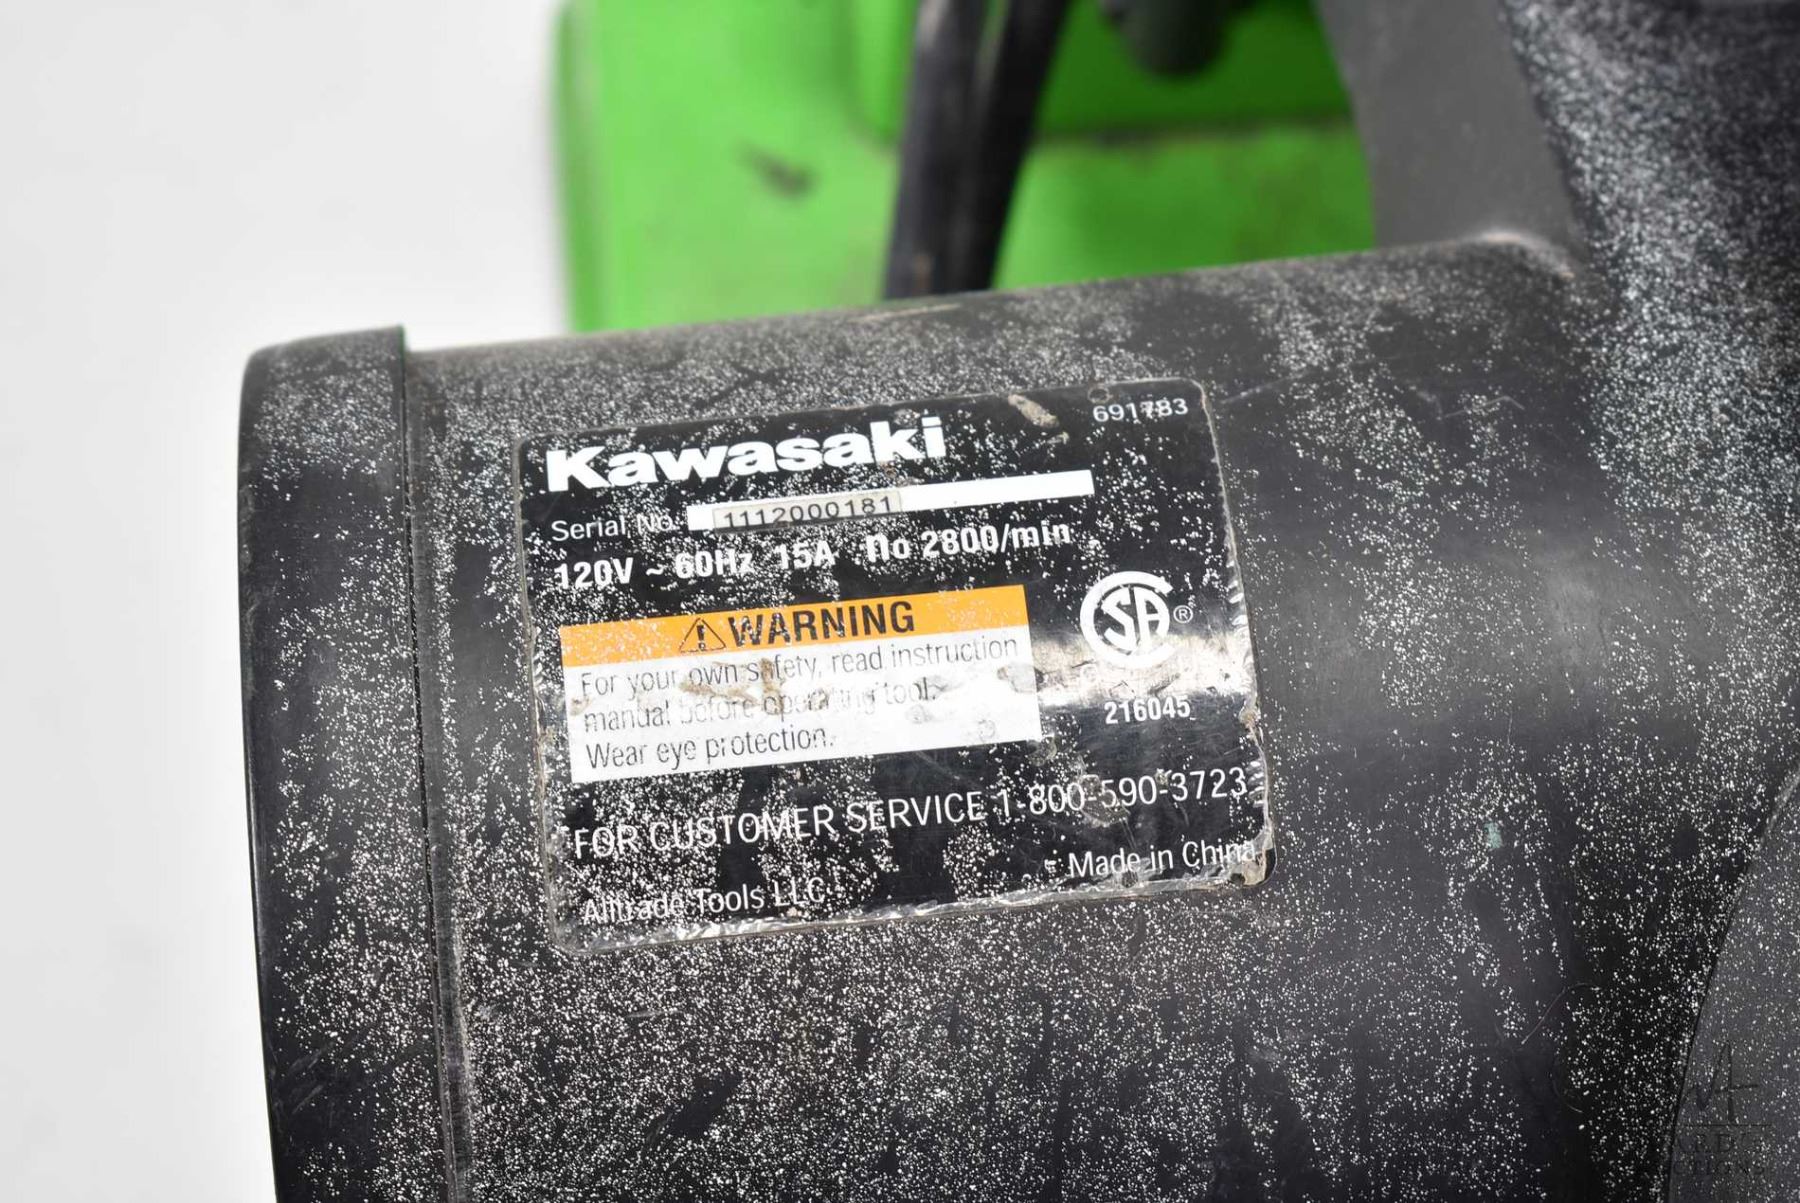 691783
Kawasaki
Serial No. 1112000181
120V ~ 60Hz 15A no 2800/min
WARNING
For your own safety, read instruction
manual before operating tool.
Wear eye protection.
CSA ®
216045
FOR CUSTOMER SERVICE 1-800-590-3723
Alltrade Tools LLC
Made in China